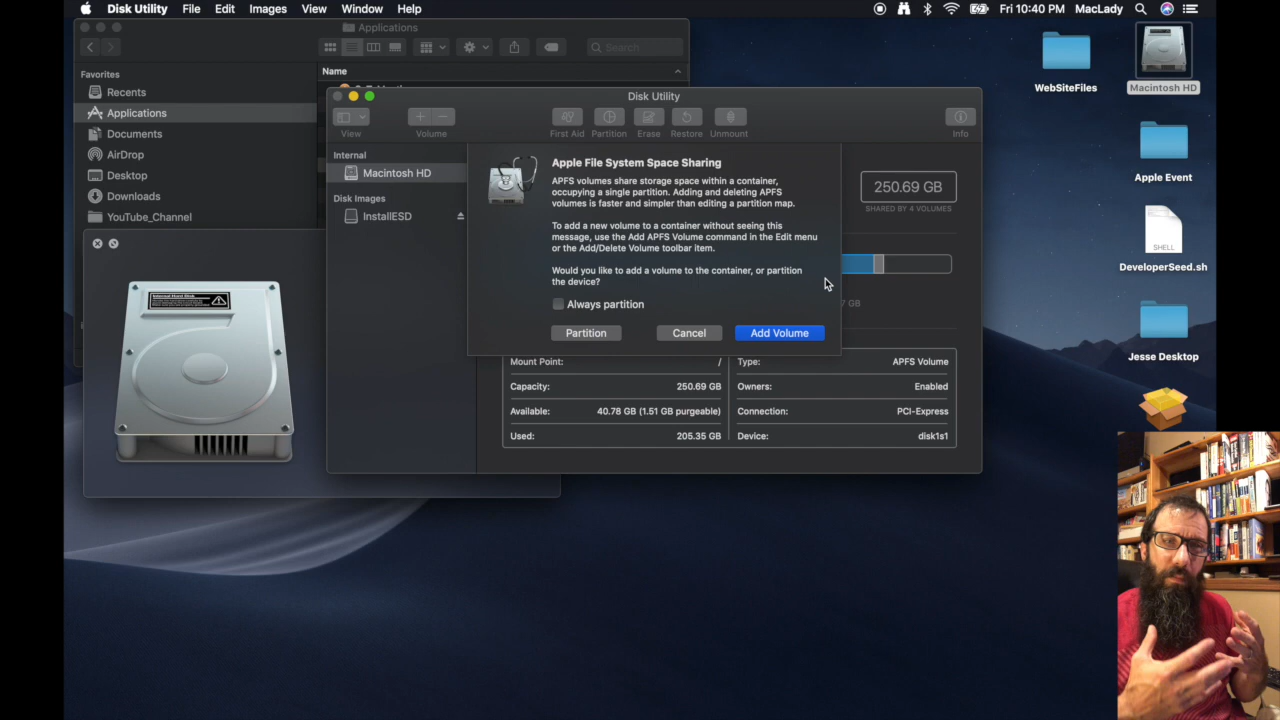 Disk Utility File Edit Images View Window Help
Fri 10:40 PM MacLady
Applications
Search
Favorites
Recents
Applications
Documents
AirDrop
Desktop
Downloads
YouTube_Channel
Name
Disk Utility
View
Volume
First Aid
Partition
Erase
Restore
Unmount
Info
Internal
Macintosh HD
Disk Images
InstallESD
Apple File System Space Sharing
APFS volumes share storage space within a container,
occupying a single partition. Adding and deleting APFS
volumes is faster and simpler than editing a partition map.
To add a new volume to a container without seeing this
message, use the Add APFS Volume command in the Edit menu
or the Add/Delete Volume toolbar item.
Would you like to add a volume to the container, or partition
the device?
Always partition
Partition
Cancel
Add Volume
250.69 GB
SHARED BY 4 VOLUMES
7 GB
Mount Point: /
Capacity: 250.69 GB
Available: 40.78 GB (1.51 GB purgeable)
Used: 205.35 GB
Type: APFS Volume
Owners: Enabled
Connection: PCI-Express
Device: disk1s1
Internal Hard Disk
WebSiteFiles
Macintosh HD
Apple Event
SHELL
DeveloperSeed.sh
Jesse Desktop